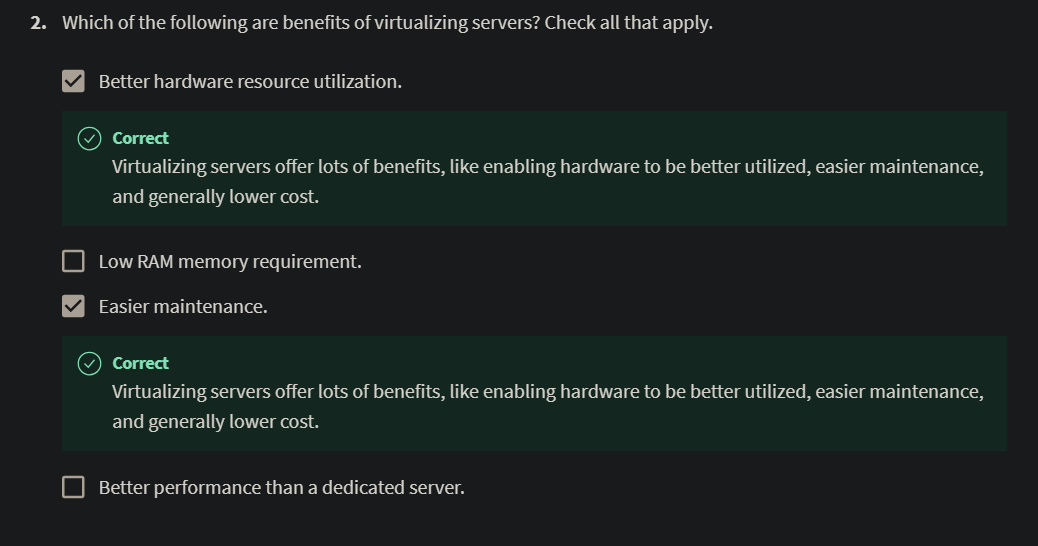 2. Which of the following are benefits of virtualizing servers? Check all that apply.
Better hardware resource utilization.
Correct
Virtualizing servers offer lots of benefits, like enabling hardware to be better utilized, easier maintenance,
and generally lower cost.
Low RAM memory requirement.
Easier maintenance.
Correct
Virtualizing servers offer lots of benefits, like enabling hardware to be better utilized, easier maintenance,
and generally lower cost.
Better performance than a dedicated server.